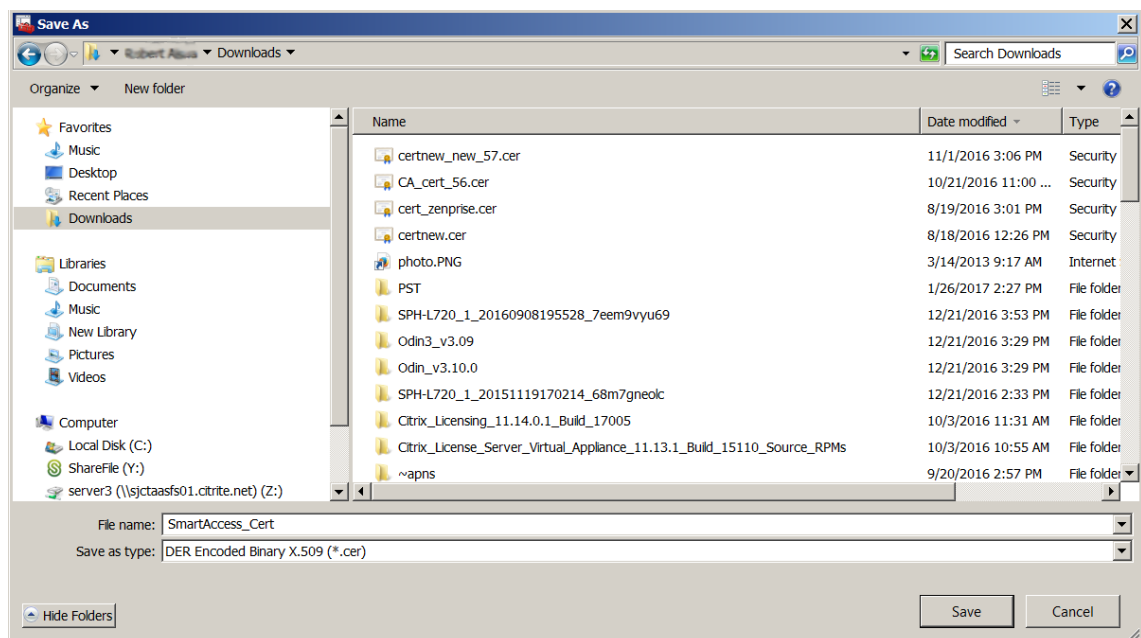 Save As
Downloads
Search Downloads
Organize
New folder
Favorites
Music
Desktop
Recent Places
Downloads
Libraries
Documents
Music
New Library
Pictures
Videos
Computer
Local Disk (C:)
ShareFile (Y:)
server3 (\\sjctaasfs01.citrite.net) (Z:)
Name Date modified Type
certnew_new_57.cer 11/1/2016 3:06 PM Security
CA_cert_56.cer 10/21/2016 11:00 ... Security
cert_zenprise.cer 8/19/2016 3:01 PM Security
certnew.cer 8/18/2016 12:26 PM Security
photo.PNG 3/14/2013 9:17 AM Internet
PST 1/26/2017 2:27 PM File folder
SPH-L720_1_20160908195528_7eem9vyu69 12/21/2016 3:53 PM File folder
Odin3_v3.09 12/21/2016 3:29 PM File folder
Odin_v3.10.0 12/21/2016 3:29 PM File folder
SPH-L720_1_20151119170214_68m7gneolc 12/21/2016 2:33 PM File folder
Citrix_Licensing_11.14.0.1_Build_17005 10/3/2016 11:31 AM File folder
Citrix_License_Server_Virtual_Appliance_11.13.1_Build_15110_Source_RPMs 10/3/2016 10:55 AM File folder
~apns 9/20/2016 2:57 PM File folder
File name: SmartAccess_Cert
Save as type: DER Encoded Binary X.509 (*.cer)
Hide Folders
Save
Cancel